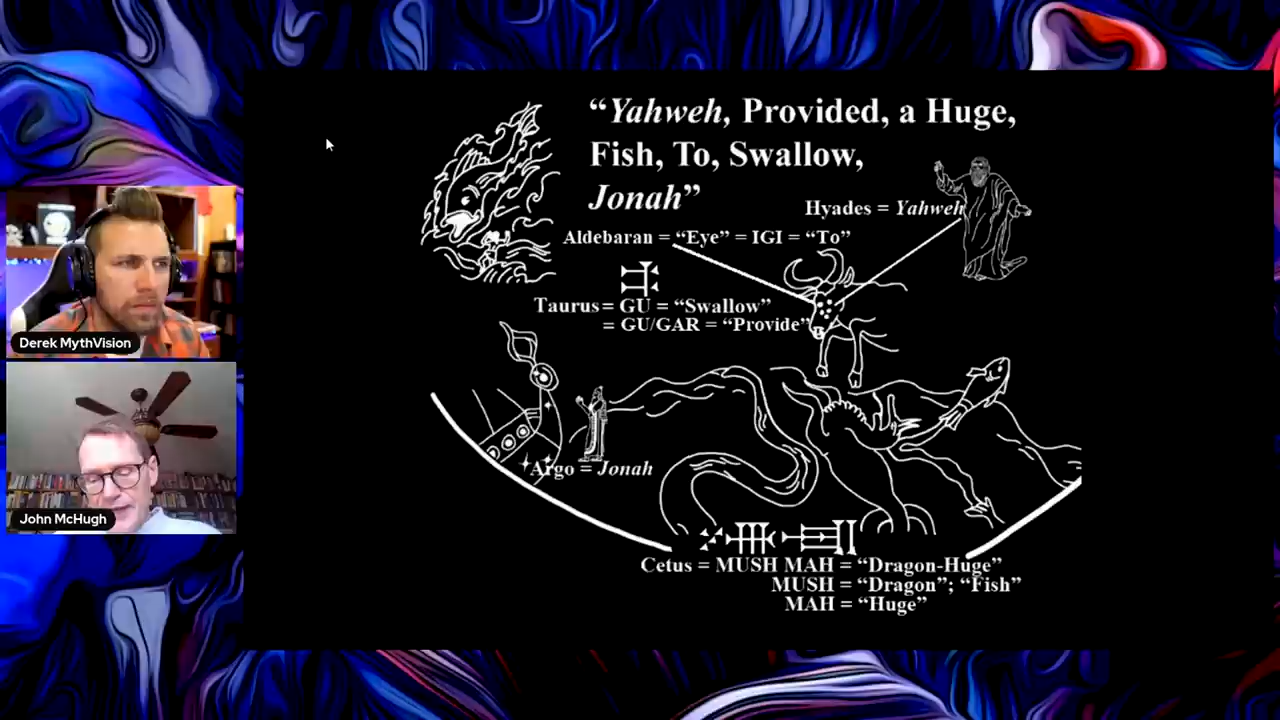 “Yahweh, Provided, a Huge,
Fish, To, Swallow,
Jonah”
Hyades = Yahweh
Aldebaran = “Eye” = IGI = “To”
Taurus = GU = “Swallow”
= GU/GAR = “Provide”
Derek MythVision
Argo = Jonah
John McHugh
Cetus = MUSH MAH = “Dragon-Huge”
MUSH = “Dragon”; “Fish”
MAH = “Huge”